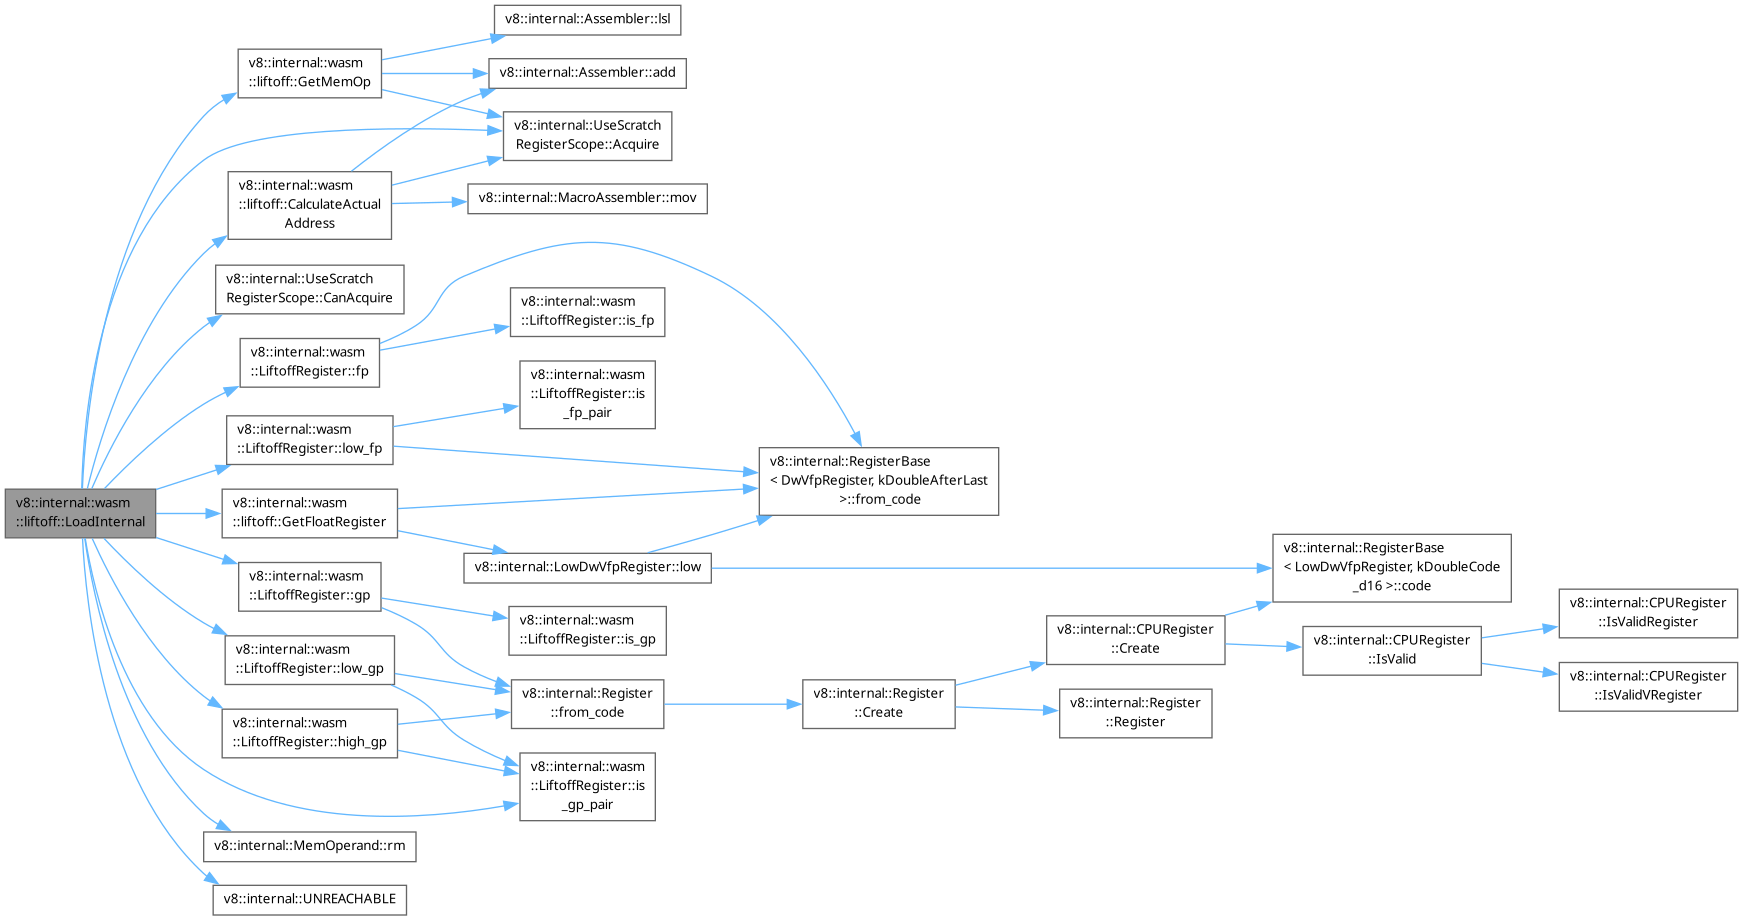 v8::internal::wasm
::liftoff::LoadInternal
v8::internal::wasm
::liftoff::GetMemOp
v8::internal::Assembler::lsl
v8::internal::Assembler::add
v8::internal::UseScratch
RegisterScope::Acquire
v8::internal::wasm
::liftoff::CalculateActual
Address
v8::internal::MacroAssembler::mov
v8::internal::UseScratch
RegisterScope::CanAcquire
v8::internal::wasm
::LiftoffRegister::fp
v8::internal::wasm
::LiftoffRegister::is_fp
v8::internal::wasm
::LiftoffRegister::low_fp
v8::internal::wasm
::LiftoffRegister::is
_fp_pair
v8::internal::RegisterBase
< DwVfpRegister, kDoubleAfterLast
>::from_code
v8::internal::wasm
::liftoff::GetFloatRegister
v8::internal::LowDwVfpRegister::low
v8::internal::RegisterBase
< LowDwVfpRegister, kDoubleCode
_d16 >::code
v8::internal::wasm
::LiftoffRegister::gp
v8::internal::wasm
::LiftoffRegister::is_gp
v8::internal::wasm
::LiftoffRegister::low_gp
v8::internal::Register
::from_code
v8::internal::Register
::Create
v8::internal::CPURegister
::Create
v8::internal::CPURegister
::IsValid
v8::internal::CPURegister
::IsValidRegister
v8::internal::CPURegister
::IsValidVRegister
v8::internal::Register
::Register
v8::internal::wasm
::LiftoffRegister::high_gp
v8::internal::wasm
::LiftoffRegister::is
_gp_pair
v8::internal::MemOperand::rm
v8::internal::UNREACHABLE